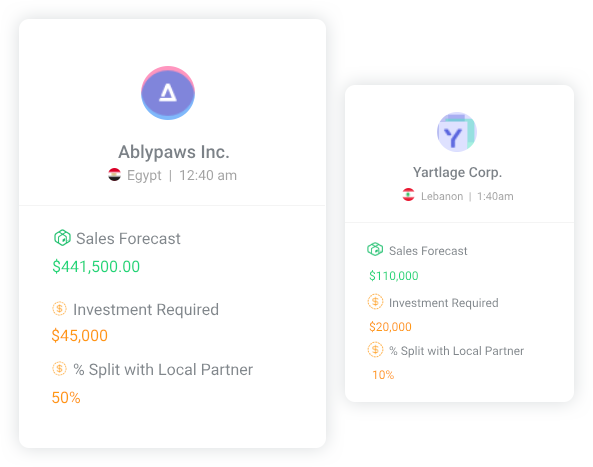 Ablypaws Inc.
Egypt | 12:40 am
Sales Forecast
$441,500.00
Investment Required
$45,000
% Split with Local Partner
50%
Y
Yartlage Corp.
Lebanon | 1:40am
Sales Forecast
$110,000
Investment Required
$20,000
% Split with Local Partner
10%